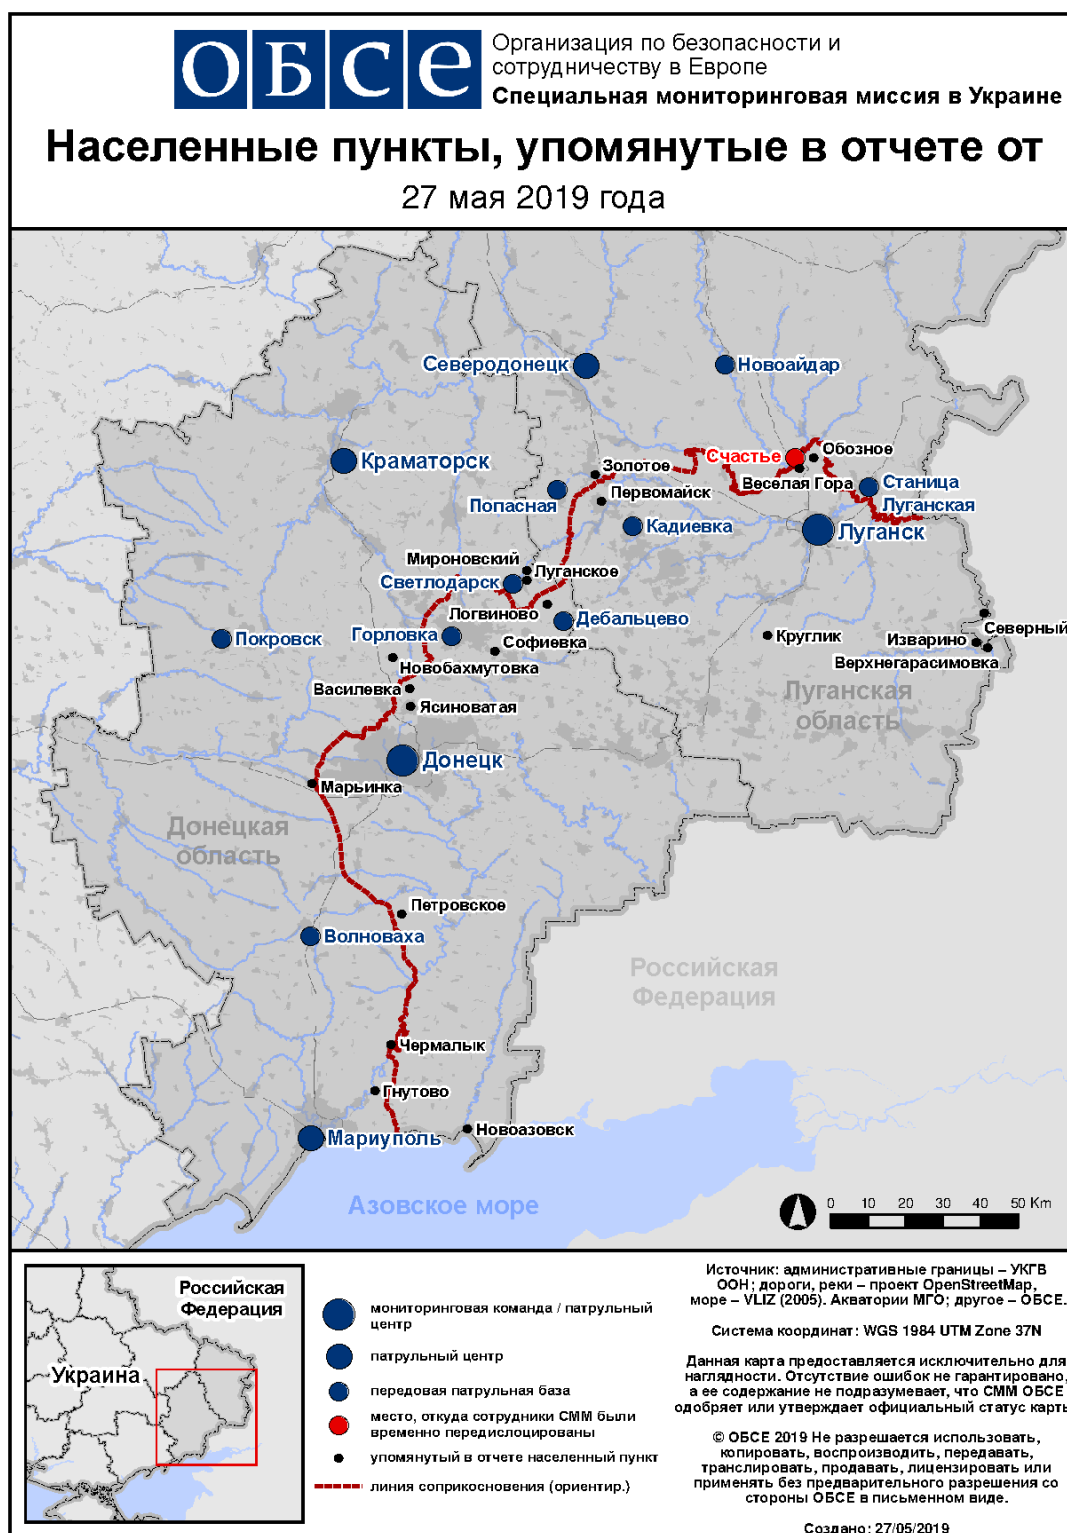 ОБСЕ
Организация по безопасности и
сотрудничеству в Европе
Специальная мониторинговая миссия в Украине
Населенные пункты, упомянутые в отчете от
27 мая 2019 года
Северодонецк
Новоайдар
Краматорск
Счастье
Обозное
Золотое
Веселая Гора
Станица
Луганская
Попасная
Первомайск
Кадиевка
Луганск
Мироновский
Луганское
Светлодарск
Логвиново
Дебальцево
Покровск
Горловка
Софиевка
Круглик
Северный
Изварино
Верхнегарасимовка
Новобахмутовка
Василевка
Ясиноватая
Луганская
область
Донецк
Марьинка
Донецкая
область
Петровское
Волноваха
Российская
Федерация
Чермалык
Гнутово
Новоазовск
Мариуполь
Азовское море
0 10 20 30 40 50 Km
Российская
Федерация
Украина
мониторинговая команда / патрульный
центр
патрульный центр
передовая патрульная база
место, откуда сотрудники СММ были
временно передислоцированы
упомянутый в отчете населенный пункт
линия соприкосновения (ориентир.)
Источник: административные границы – УКГВ
ООН; дороги, реки – проект OpenStreetMap,
море – VLIZ (2005). Акватории МГО; другое – ОБСЕ.
Система координат: WGS 1984 UTM Zone 37N
Данная карта предоставляется исключительно для
наглядности. Отсутствие ошибок не гарантировано,
а ее содержание не подразумевает, что СММ ОБСЕ
одобряет или утверждает официальный статус карты
© ОБСЕ 2019 Не разрешается использовать,
копировать, воспроизводить, передавать,
транслировать, продавать, лицензировать или
применять без предварительного разрешения со
стороны ОБСЕ в письменном виде.
Создано: 27/05/2019